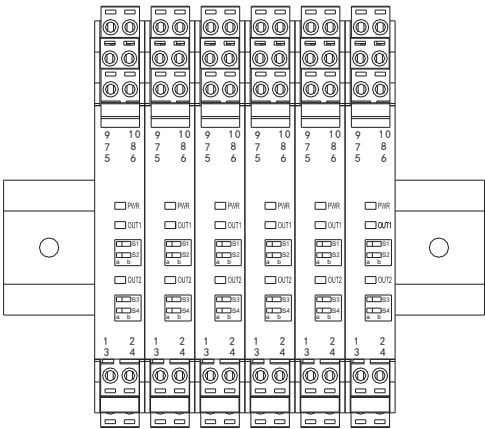 9 10 9 10 9 10 9 10 9 10 9 10
7 8 7 8 7 8 7 8 7 8 7 8
5 6 5 6 5 6 5 6 5 6 5 6
PWR PWR PWR PWR PWR PWR
OUT1 OUT1 OUT1 OUT1 OUT1 OUT1
S1 S1 S1 S1 S1 S1
S2 S2 S2 S2 S2 S2
a b a b a b a b a b a b
OUT2 OUT2 OUT2 OUT2 OUT2 OUT2
S3 S3 S3 S3 S3 S3
S4 S4 S4 S4 S4 S4
a b a b a b a b a b a b
1 2 1 2 1 2 1 2 1 2 1 2
3 4 3 4 3 4 3 4 3 4 3 4